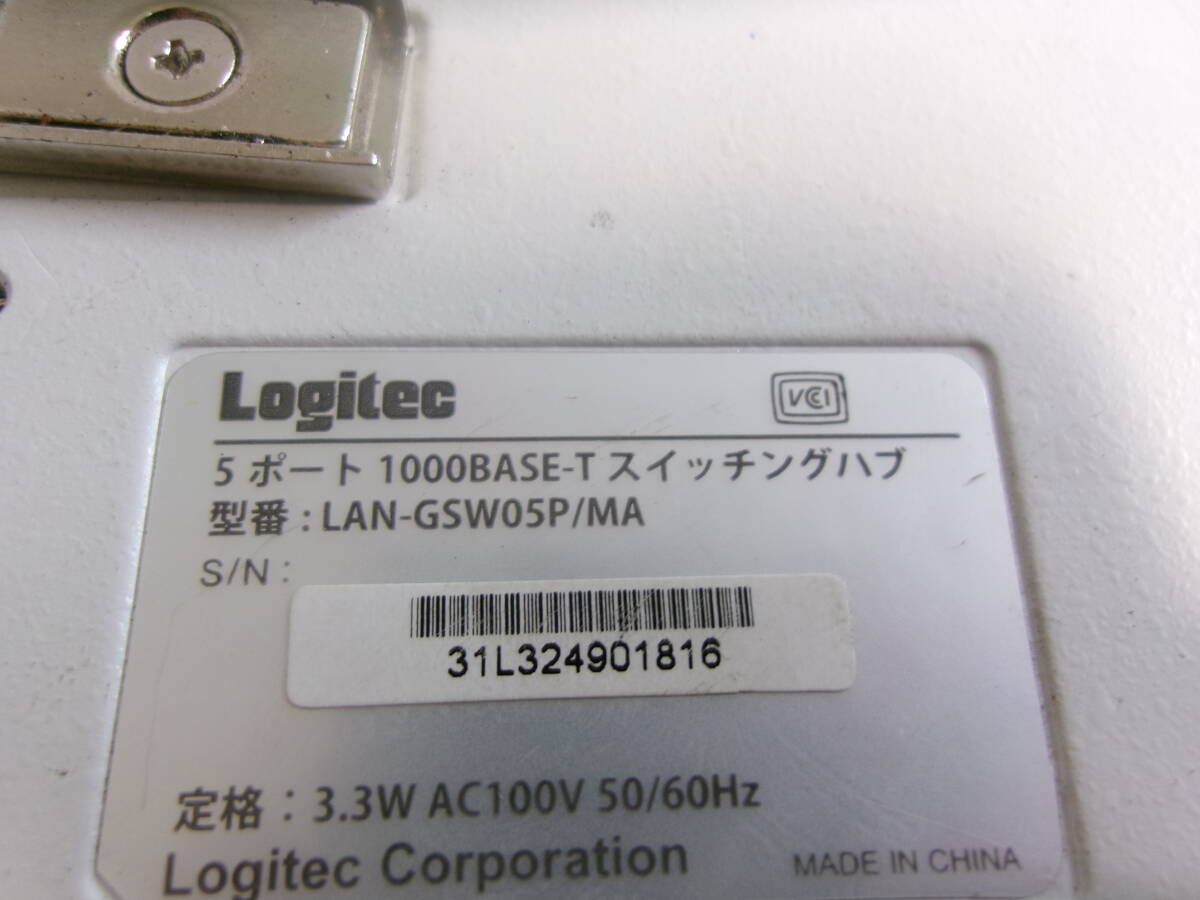 Logitec
VCCI
5 ポート 1000BASE-T スイッチングハブ
型番 : LAN-GSW05P/MA
S/N :
31L324901816
定格 : 3.3W AC100V 50/60Hz
Logitec Corporation
MADE IN CHINA